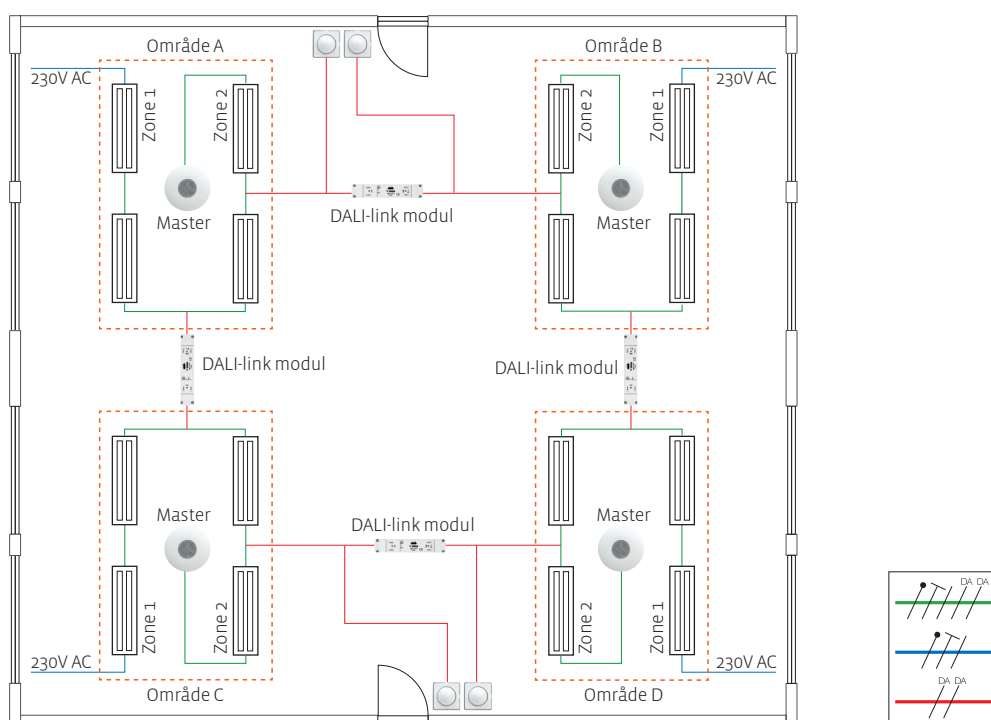 Område A
Område B
230V AC
230V AC
Zone 1
Zone 2
Zone 2
Zone 1
Master
DALI-link modul
Master
DALI-link modul
DALI-link modul
Master
DALI-link modul
Master
Zone 1
Zone 2
Zone 2
Zone 1
230V AC
230V AC
Område C
Område D
DA DA
DA DA